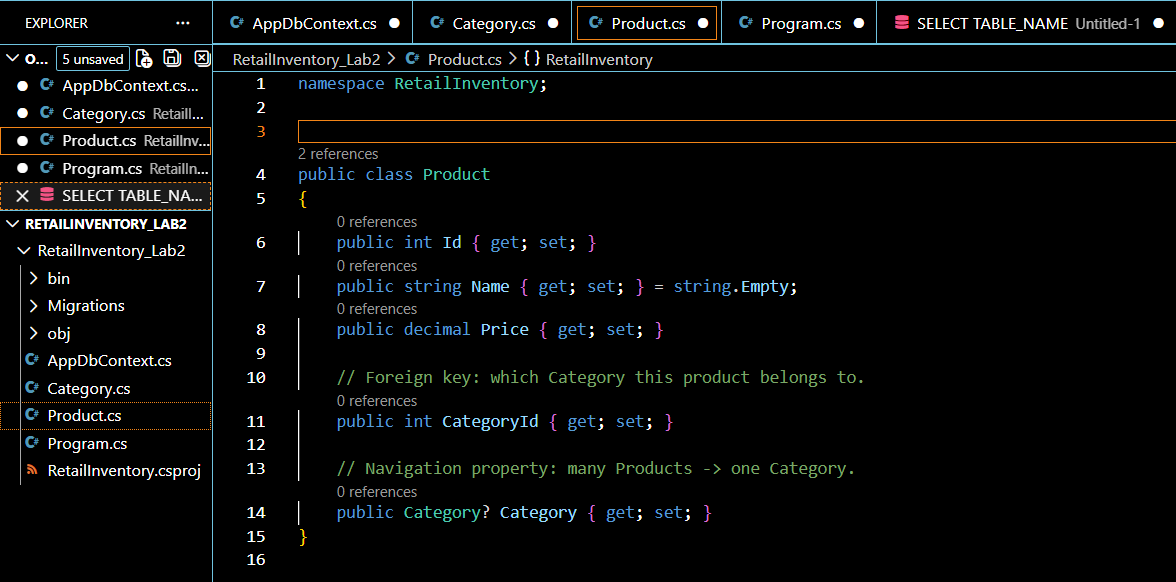 EXPLORER ...
AppDbContext.cs Category.cs Product.cs Program.cs SELECT TABLE_NAME Untitled-1
O... 5 unsaved
AppDbContext.cs...
Category.cs Retaill...
Product.cs RetailInv...
Program.cs RetailIn...
SELECT TABLE_NA...
RETAILINVENTORY_LAB2
RetailInventory_Lab2
bin
Migrations
obj
AppDbContext.cs
Category.cs
Product.cs
Program.cs
RetailInventory.csproj
RetailInventory_Lab2 > Product.cs > {} RetailInventory
1 namespace RetailInventory;
2
3
2 references
4 public class Product
5 {
0 references
6 public int Id { get; set; }
0 references
7 public string Name { get; set; } = string.Empty;
0 references
8 public decimal Price { get; set; }
9
10 // Foreign key: which Category this product belongs to.
0 references
11 public int CategoryId { get; set; }
12
13 // Navigation property: many Products -> one Category.
0 references
14 public Category? Category { get; set; }
15 }
16